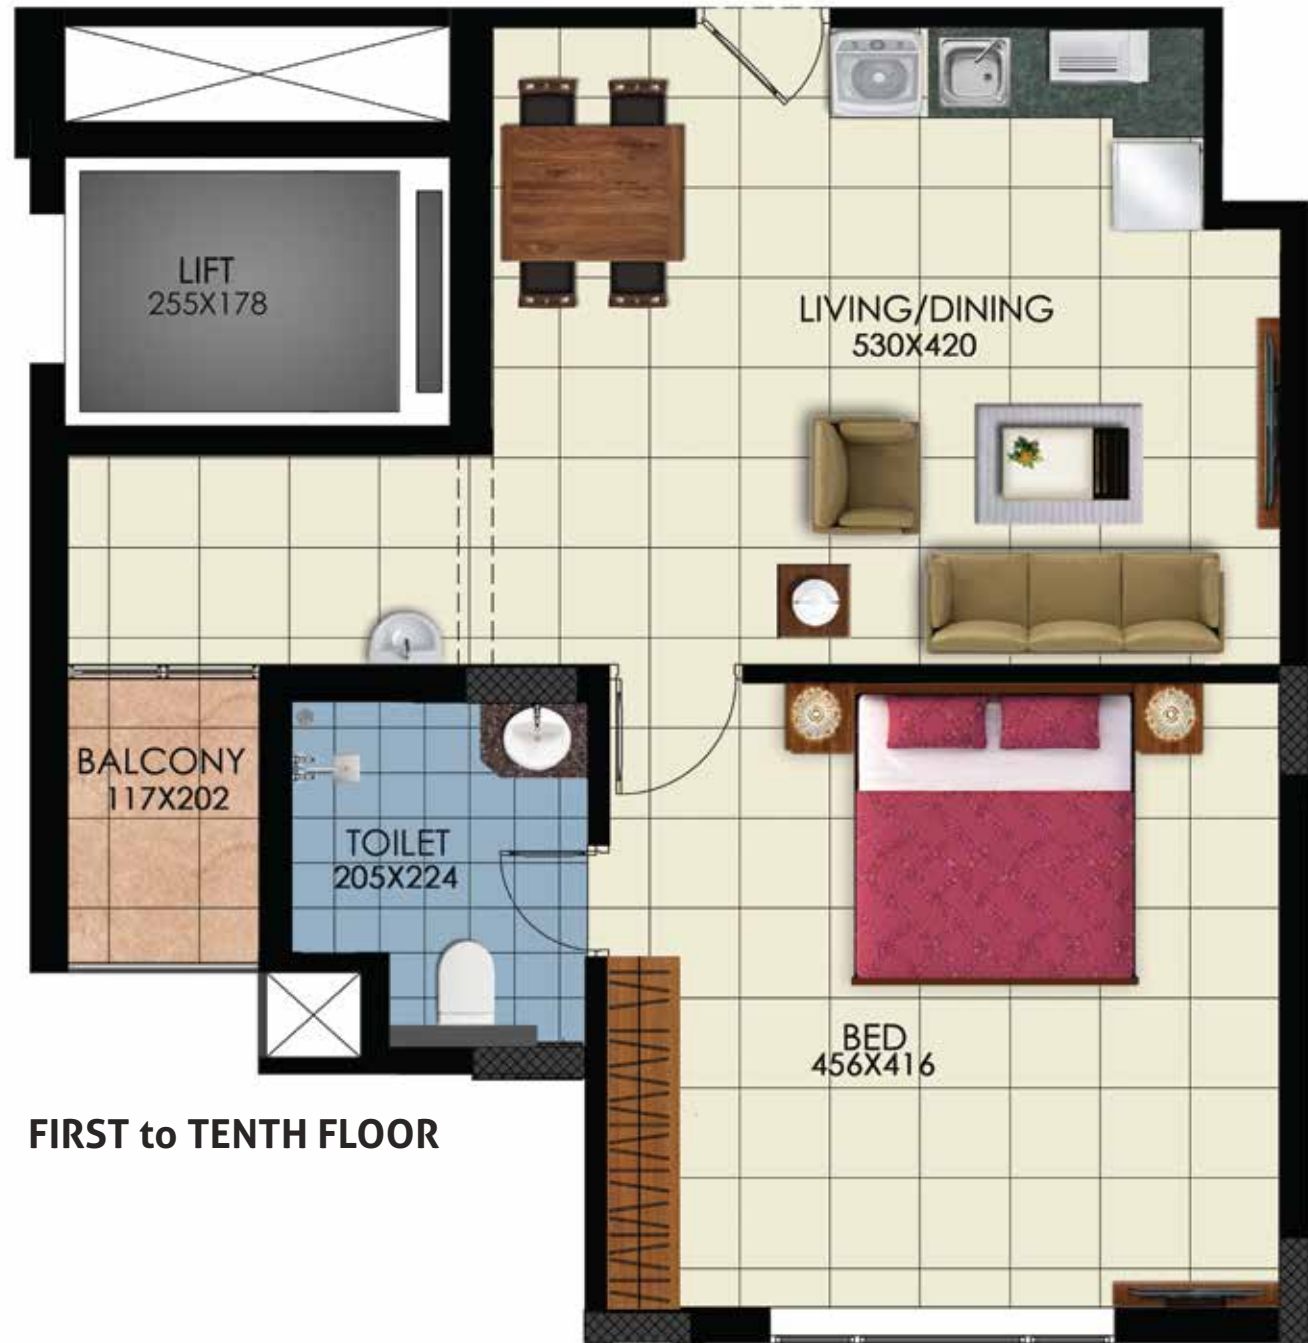 LIFT
255X178
LIVING/DINING
530X420
BALCONY
117X202
TOILET
205X224
BED
456X416
FIRST to TENTH FLOOR